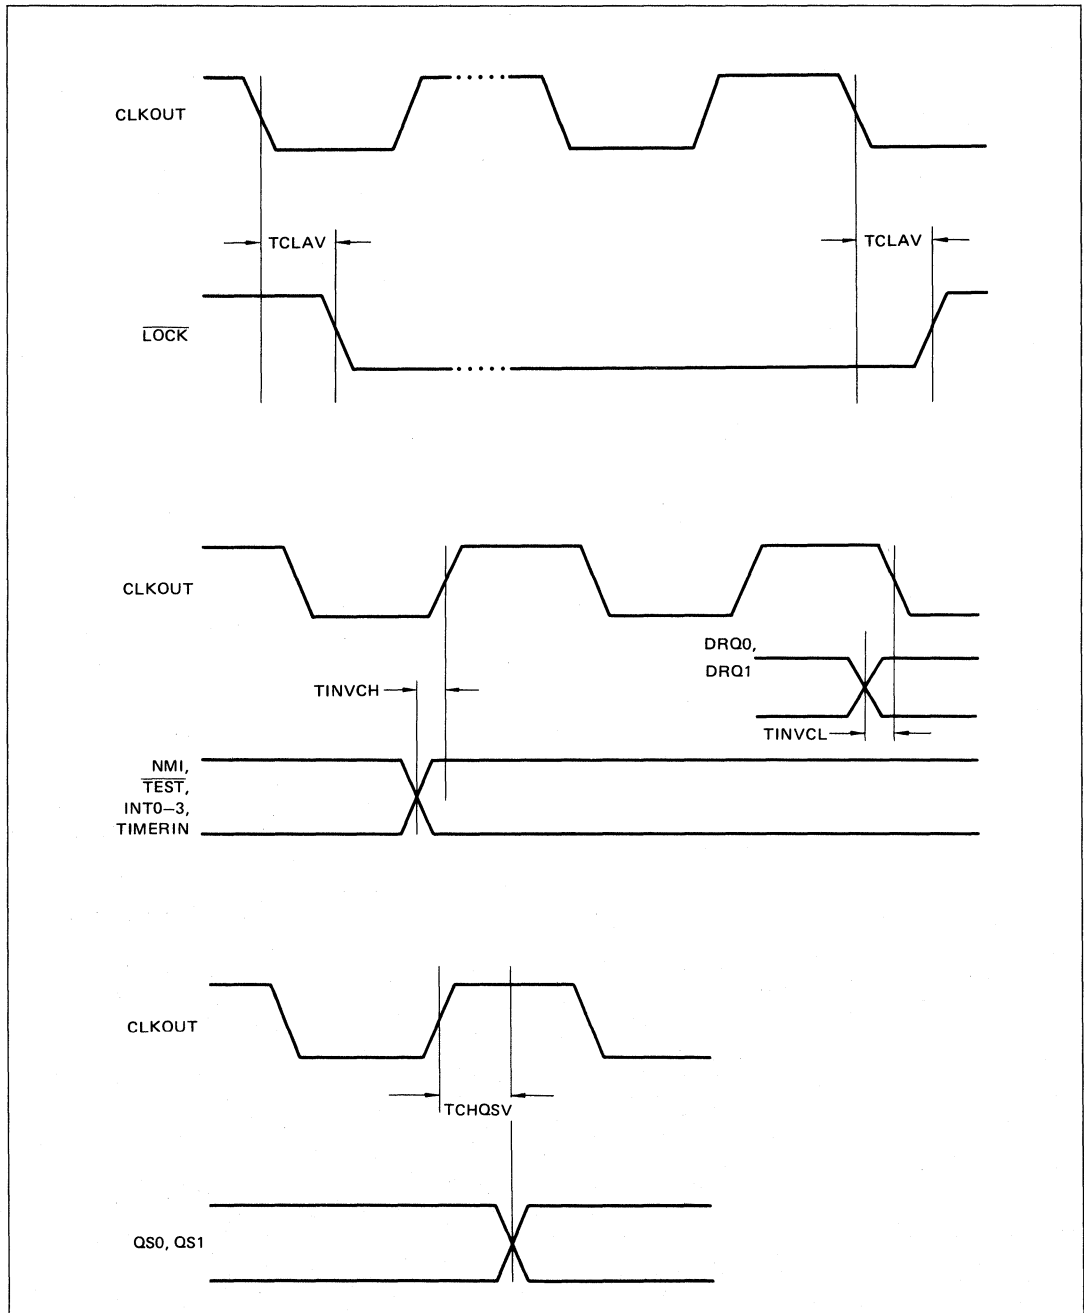 CLKOUT
TCLAV
TCLAV
LOCK
CLKOUT
DRQ0,
DRQ1
TINVCH
TINVCL
NMI,
TEST,
INT0–3,
TIMERIN
CLKOUT
TCHQSV
QS0, QS1